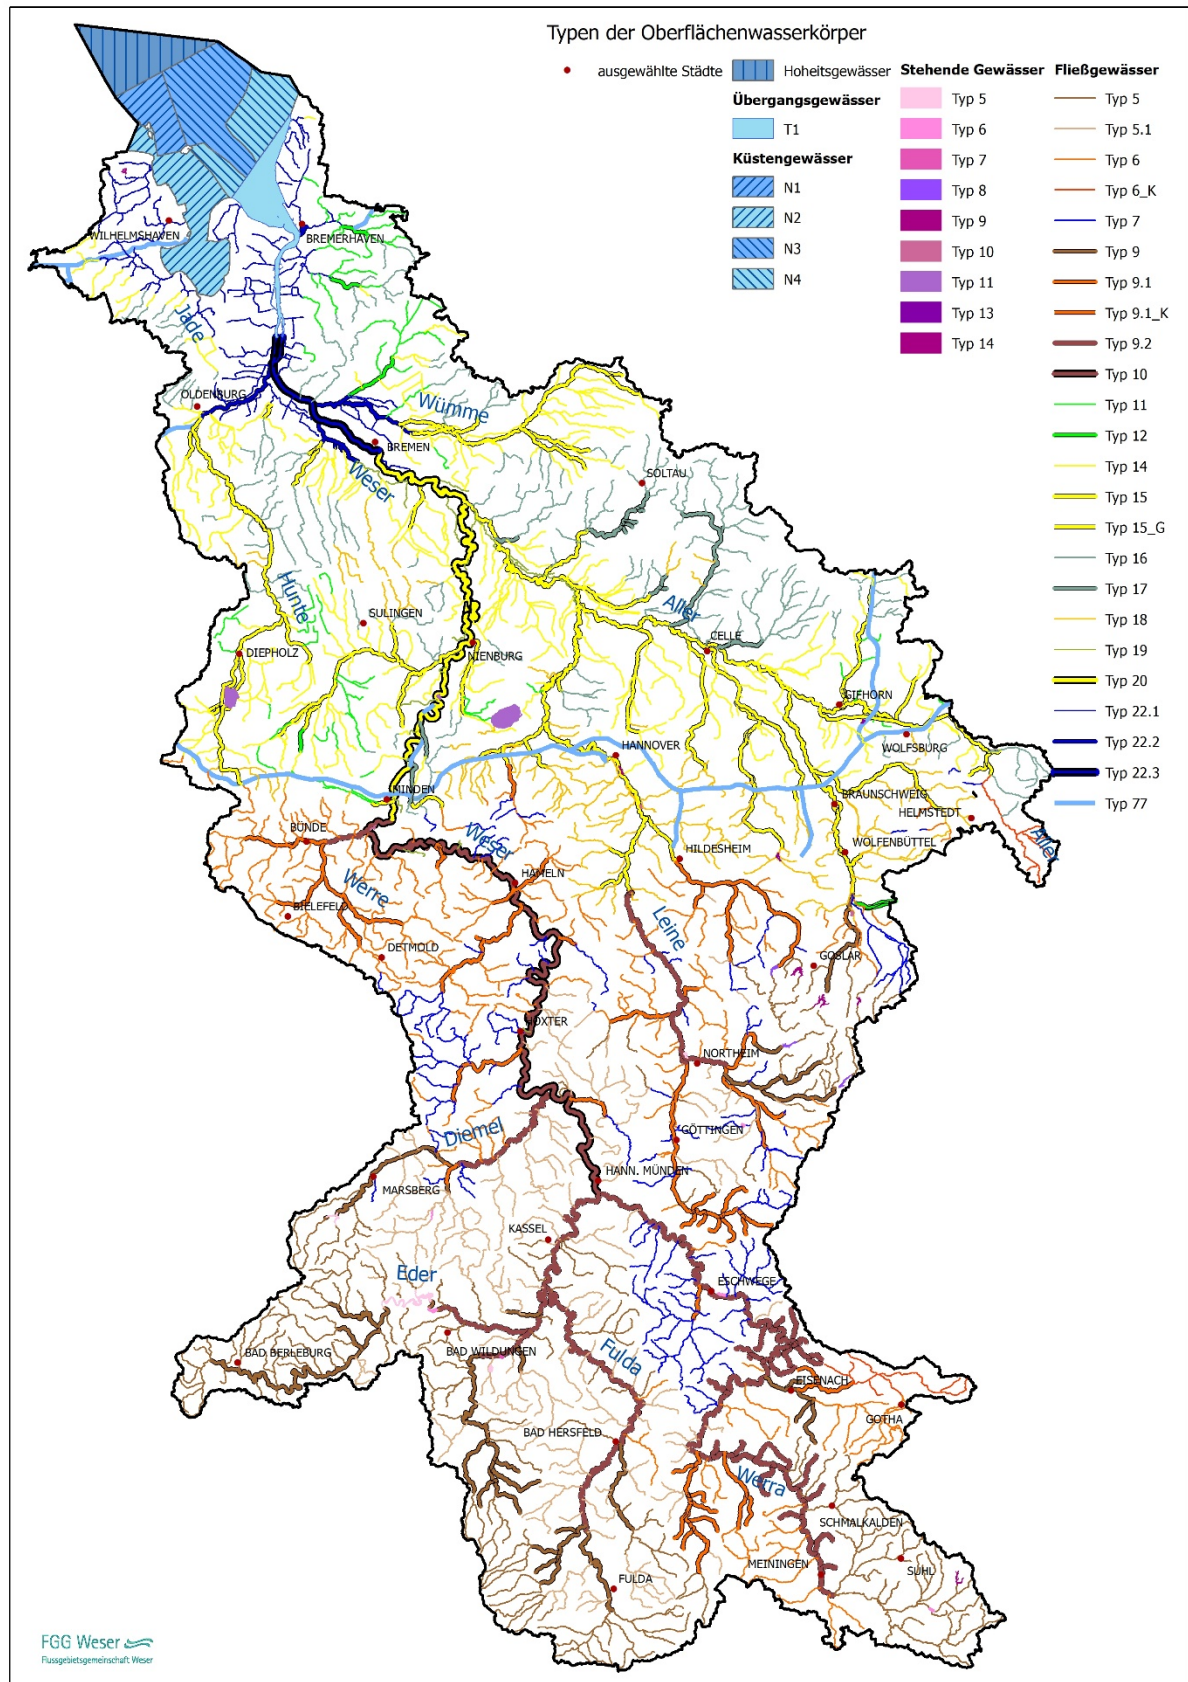 Typen der Oberflächenwasserkörper
ausgewählte Städte
Hoheitsgewässer
Übergangsgewässer
T1
Küstengewässer
N1
N2
N3
N4
Stehende Gewässer
Typ 5
Typ 6
Typ 7
Typ 8
Typ 9
Typ 10
Typ 11
Typ 13
Typ 14
Fließgewässer
Typ 5
Typ 5.1
Typ 6
Typ 6_K
Typ 7
Typ 9
Typ 9.1
Typ 9.1_K
Typ 9.2
Typ 10
Typ 11
Typ 12
Typ 14
Typ 15
Typ 15_G
Typ 16
Typ 17
Typ 18
Typ 19
Typ 20
Typ 22.1
Typ 22.2
Typ 22.3
Typ 77
WILHELMSHAVEN
BREMERHAVEN
Jade
OLDENBURG
Wümme
BREMEN
Weser
SOLTAU
Hunte
SULINGEN
Aller
CELLE
DIEPHOLZ
NIENBURG
GIFHORN
WOLFSBURG
HANNOVER
MINDEN
BRAUNSCHWEIG
HELMSTEDT
BÜNDE
Weser
WOLFENBÜTTEL
Aller
HILDESHEIM
HAMELN
Werre
BIELEFELD
Leine
DETMOLD
GOSLAR
HÖXTER
NORTHEIM
Diemel
GÖTTINGEN
MARSBERG
HANN. MÜNDEN
KASSEL
Eder
ESCHWEGE
BAD BERLEBURG
BAD WILDUNGEN
Fulda
EISENACH
GOTHA
BAD HERSFELD
Werra
SCHMALKALDEN
MEININGEN
SUHL
FULDA
FGG Weser
Flussgebietsgemeinschaft Weser